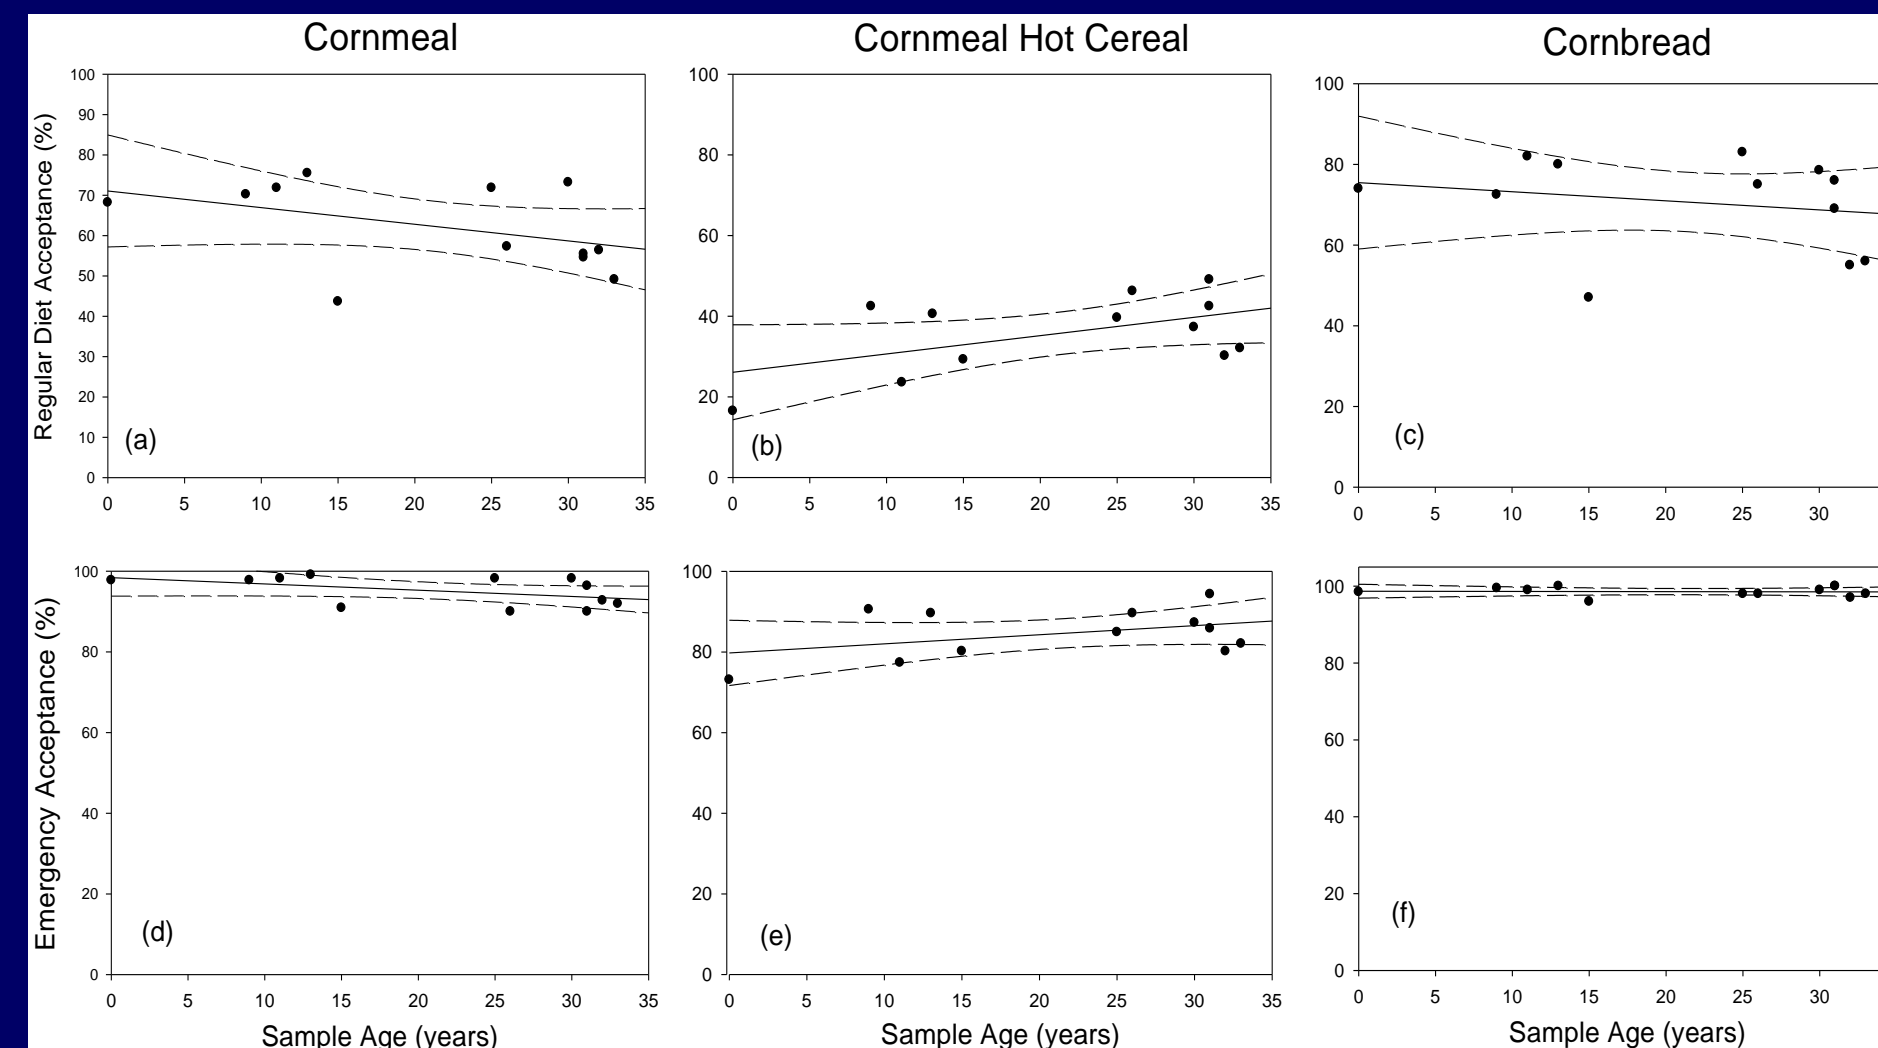 Cornmeal
Cornmeal Hot Cereal
Cornbread
Regular Diet Acceptance (%)
100
90
80
70
60
50
40
30
20
10
0
(a)
0 5 10 15 20 25 30 35
100
80
60
40
20
0
(b)
0 5 10 15 20 25 30 35
100
80
60
40
20
0
(c)
0 5 10 15 20 25 30
Emergency Acceptance (%)
100
80
60
40
20
0
(d)
0 5 10 15 20 25 30 35
Sample Age (years)
100
80
60
40
20
0
(e)
0 5 10 15 20 25 30 35
Sample Age (years)
100
80
60
40
20
0
(f)
0 5 10 15 20 25 30
Sample Age (years)